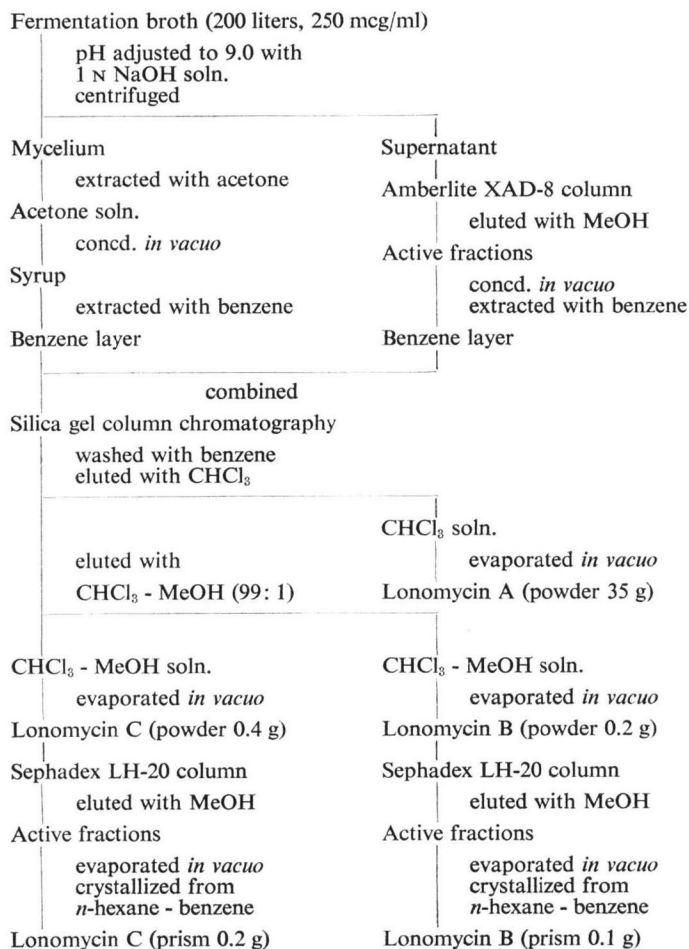 Fermentation broth (200 liters, 250 mcg/ml)
pH adjusted to 9.0 with
1 N NaOH soln.
centrifuged
Mycelium
extracted with acetone
Acetone soln.
concd. in vacuo
Syrup
extracted with benzene
Benzene layer
Supernatant
Amberlite XAD-8 column
eluted with MeOH
Active fractions
concd. in vacuo
extracted with benzene
Benzene layer
combined
Silica gel column chromatography
washed with benzene
eluted with CHCl₃
CHCl₃ soln.
evaporated in vacuo
Lonomycin A (powder 35 g)
eluted with
CHCl₃ - MeOH (99: 1)
CHCl₃ - MeOH soln.
evaporated in vacuo
Lonomycin C (powder 0.4 g)
Sephadex LH-20 column
eluted with MeOH
Active fractions
evaporated in vacuo
crystallized from
n-hexane - benzene
Lonomycin C (prism 0.2 g)
CHCl₃ - MeOH soln.
evaporated in vacuo
Lonomycin B (powder 0.2 g)
Sephadex LH-20 column
eluted with MeOH
Active fractions
evaporated in vacuo
crystallized from
n-hexane - benzene
Lonomycin B (prism 0.1 g)